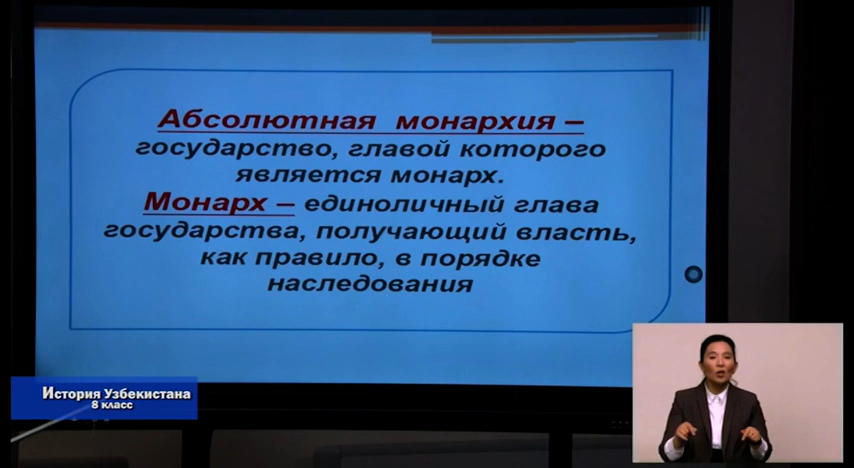 Абсолютная монархия –
государство, главой которого
является монарх.
Монарх – единоличный глава
государства, получающий власть,
как правило, в порядке
наследования
История Узбекистана
8 класс